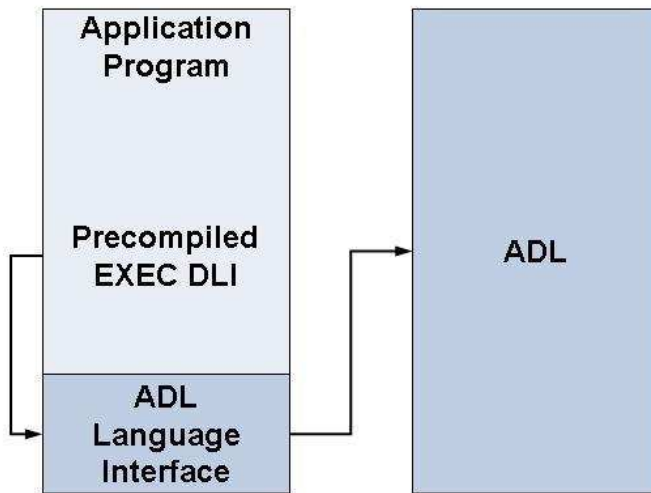 Application
Program
Precompiled
EXEC DLI
ADL
Language
Interface
ADL